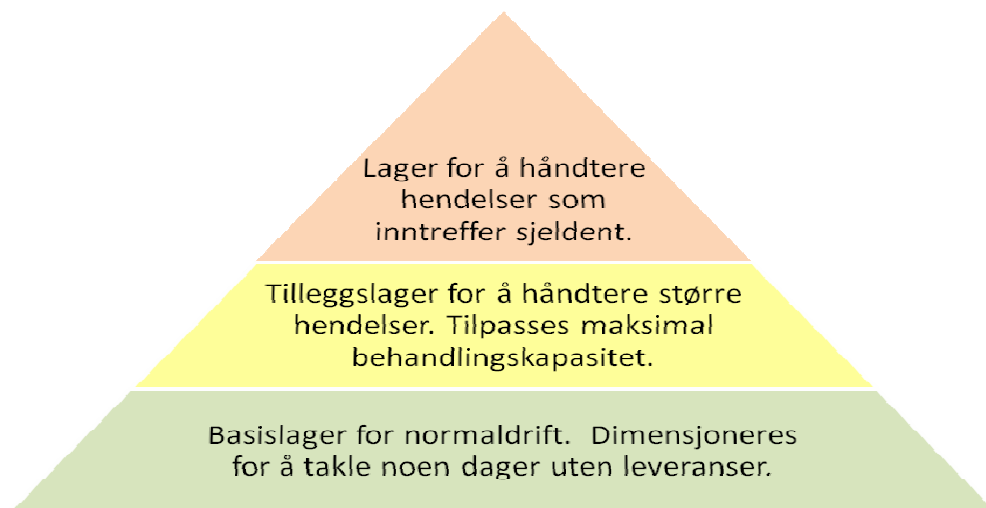 Lager for å håndtere
hendelser som
inntreffer sjeldent.
Tilleggslager for å håndtere større
hendelser. Tilpasses maksimal
behandlingskapasitet.
Basislager for normaldrift.  Dimensjoneres
for å takle noen dager uten leveranser.